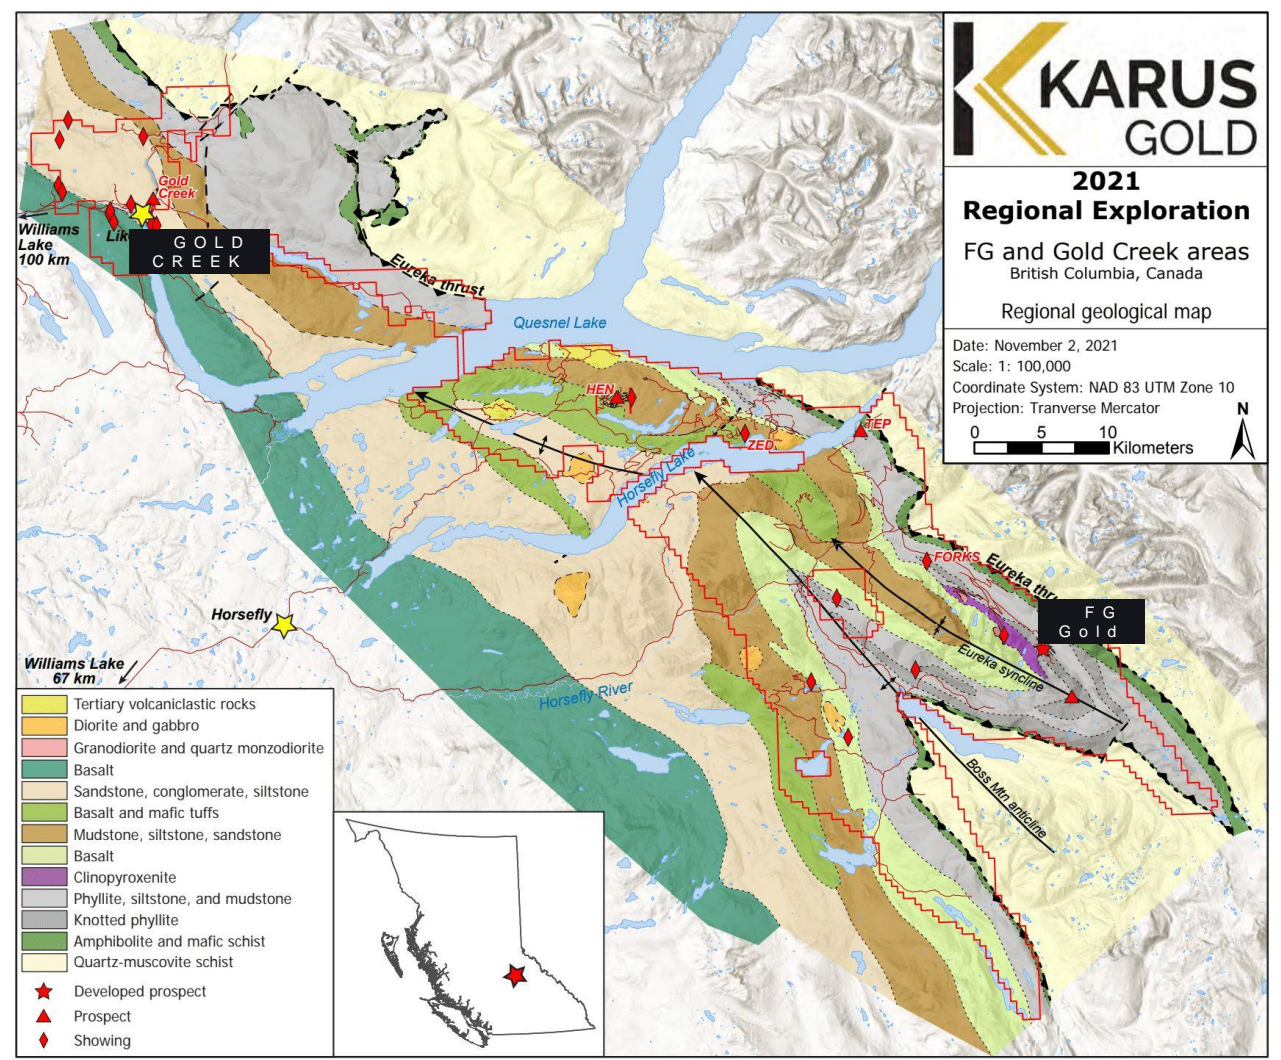 KARUS
GOLD
2021
Regional Exploration
FG and Gold Creek areas
British Columbia, Canada
Regional geological map
Date: November 2, 2021
Scale: 1: 100,000
Coordinate System: NAD 83 UTM Zone 10
Projection: Tranverse Mercator
N
0 5 10
Kilometers
Gold
Creek
Williams
Lake
100 km
GOLD
CREEK
Eureka thrust
Quesnel Lake
HEN
ZED
TEP
Horsefly Lake
FORKS
FG
Gold
Eureka syncline
Horsefly
Williams Lake
67 km
Horsefly River
Boss Mtn anticline
Tertiary volcaniclastic rocks
Diorite and gabbro
Granodiorite and quartz monzodiorite
Basalt
Sandstone, conglomerate, siltstone
Basalt and mafic tuffs
Mudstone, siltstone, sandstone
Basalt
Clinopyroxenite
Phyllite, siltstone, and mudstone
Knotted phyllite
Amphibolite and mafic schist
Quartz-muscovite schist
Developed prospect
Prospect
Showing